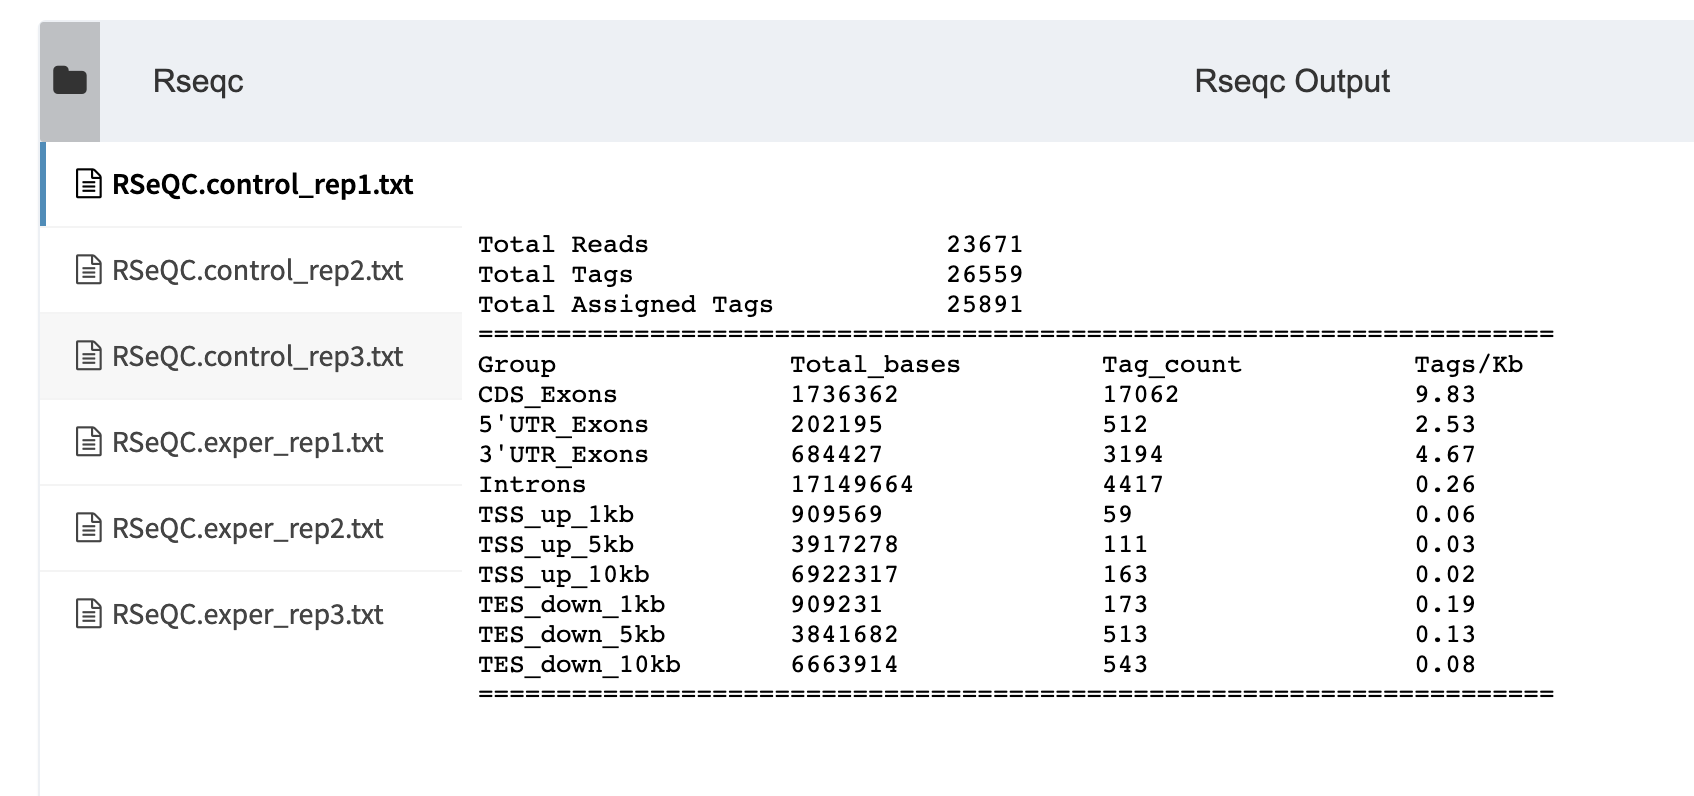 Rseqc
Rseqc Output
RSeQC.control_rep1.txt
RSeQC.control_rep2.txt
RSeQC.control_rep3.txt
RSeQC.exper_rep1.txt
RSeQC.exper_rep2.txt
RSeQC.exper_rep3.txt
Total Reads                   23671
Total Tags                    26559
Total Assigned Tags           25891
=====================================================================
Group               Total_bases         Tag_count           Tags/Kb
CDS_Exons           1736362             17062               9.83
5'UTR_Exons         202195              512                 2.53
3'UTR_Exons         684427              3194                4.67
Introns             17149664            4417                0.26
TSS_up_1kb          909569              59                  0.06
TSS_up_5kb          3917278             111                 0.03
TSS_up_10kb         6922317             163                 0.02
TES_down_1kb        909231              173                 0.19
TES_down_5kb        3841682             513                 0.13
TES_down_10kb       6663914             543                 0.08
=====================================================================